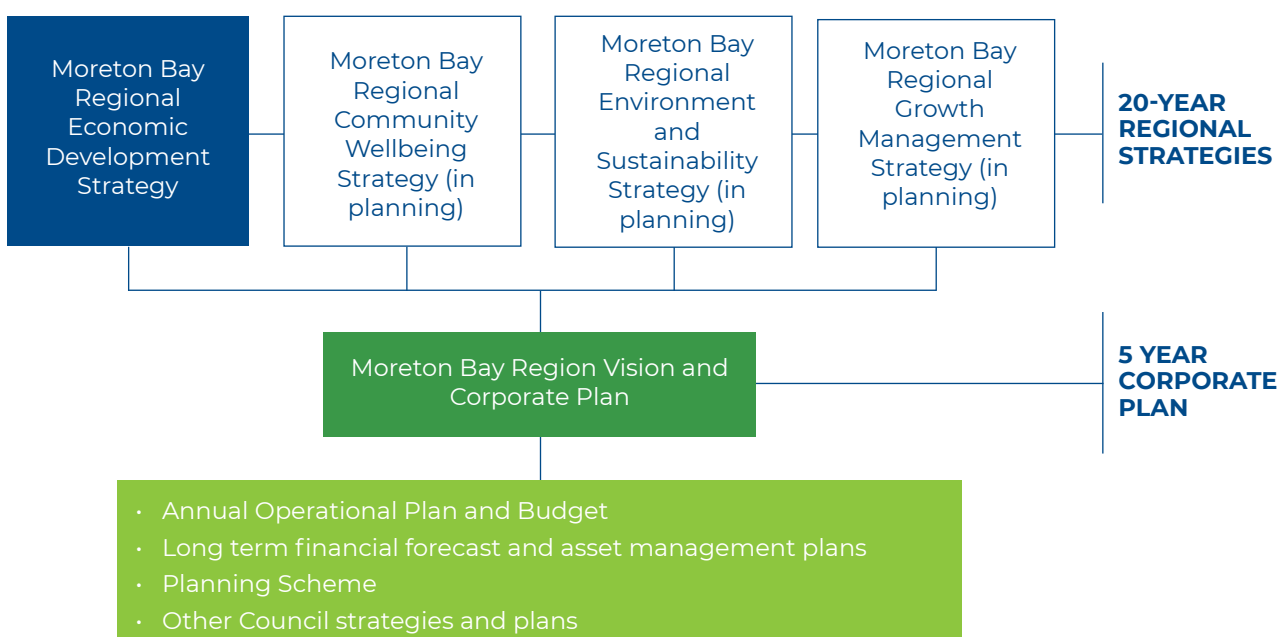 Moreton Bay
Regional
Economic
Development
Strategy
Moreton Bay
Regional
Community
Wellbeing
Strategy (in
planning)
Moreton Bay
Regional
Environment
and
Sustainability
Strategy (in
planning)
Moreton Bay
Regional
Growth
Management
Strategy (in
planning)
20-YEAR
REGIONAL
STRATEGIES
Moreton Bay Region Vision and
Corporate Plan
5 YEAR
CORPORATE
PLAN
• Annual Operational Plan and Budget
• Long term financial forecast and asset management plans
• Planning Scheme
• Other Council strategies and plans